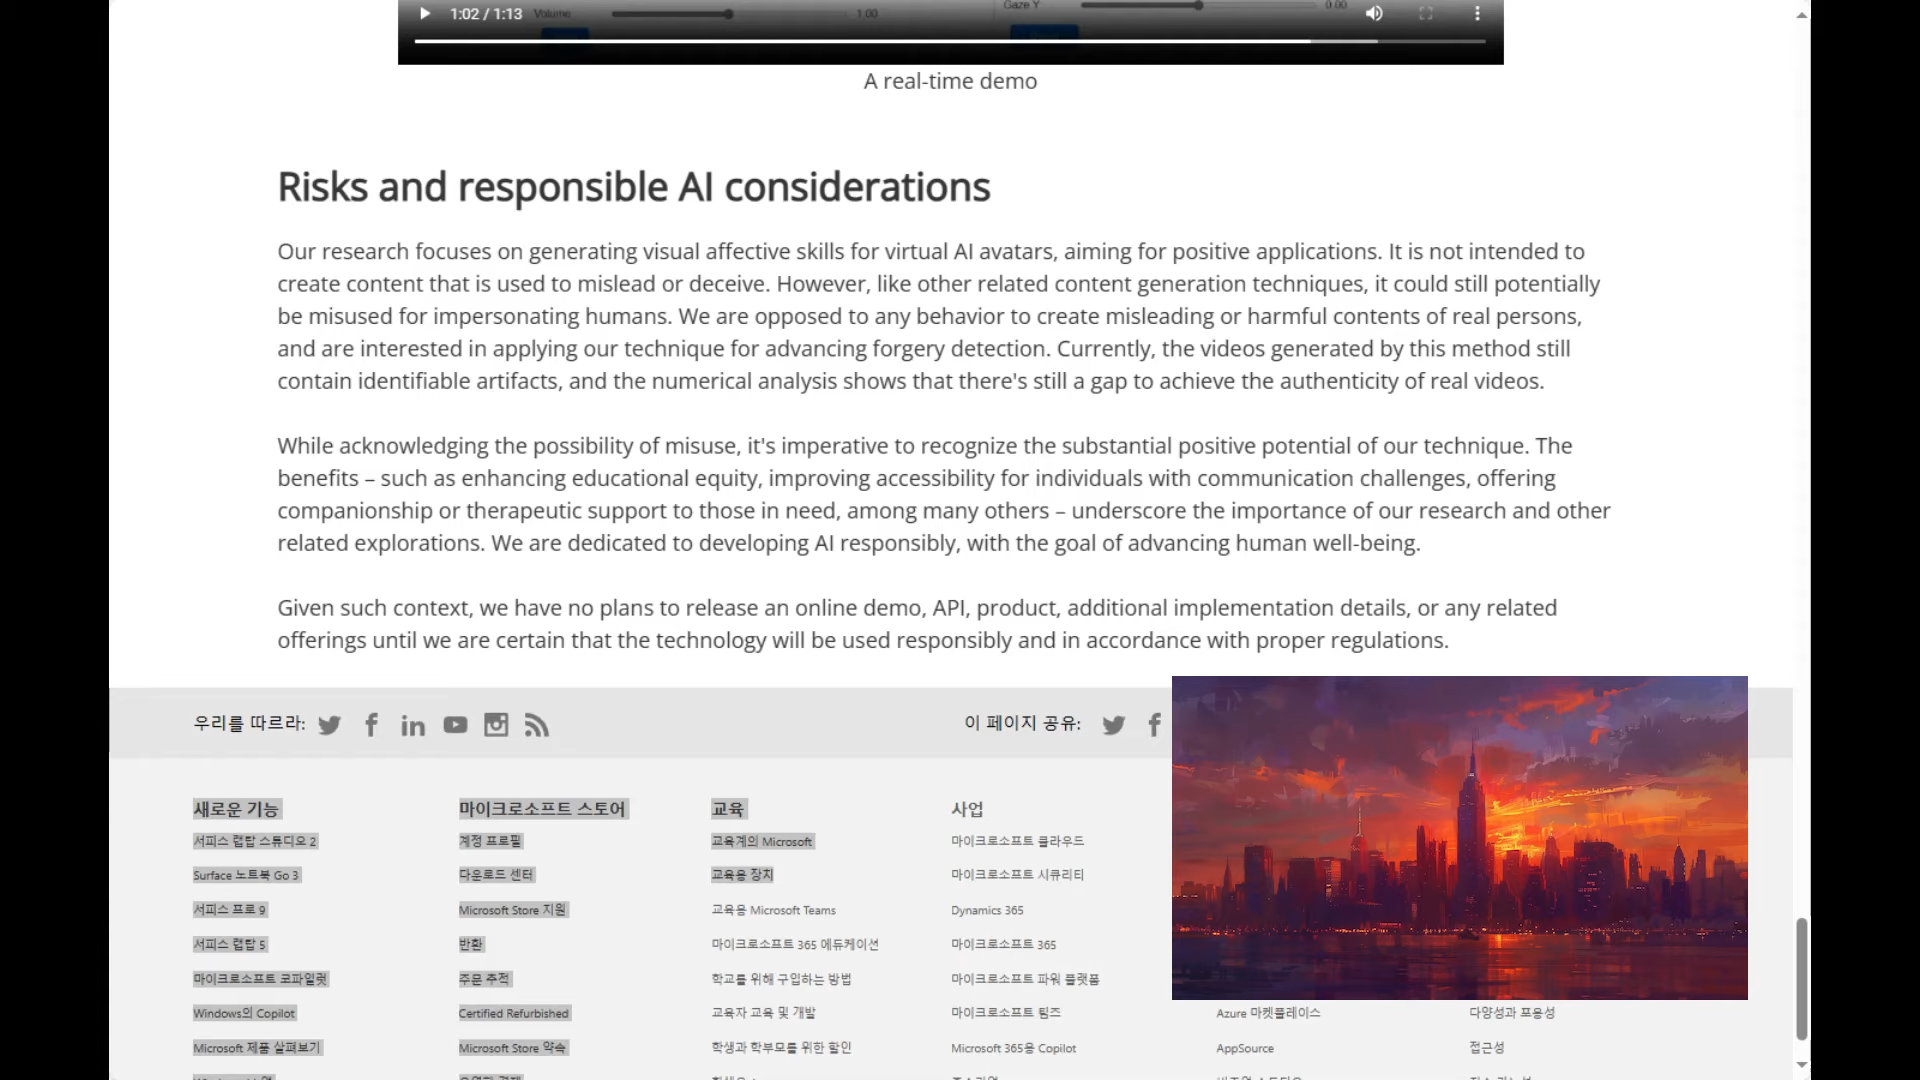 1:02 / 1:13
Volume
1.00
Gaze Y
0.00
A real-time demo
Risks and responsible AI considerations
Our research focuses on generating visual affective skills for virtual AI avatars, aiming for positive applications. It is not intended to
create content that is used to mislead or deceive. However, like other related content generation techniques, it could still potentially
be misused for impersonating humans. We are opposed to any behavior to create misleading or harmful contents of real persons,
and are interested in applying our technique for advancing forgery detection. Currently, the videos generated by this method still
contain identifiable artifacts, and the numerical analysis shows that there's still a gap to achieve the authenticity of real videos.
While acknowledging the possibility of misuse, it's imperative to recognize the substantial positive potential of our technique. The
benefits – such as enhancing educational equity, improving accessibility for individuals with communication challenges, offering
companionship or therapeutic support to those in need, among many others – underscore the importance of our research and other
related explorations. We are dedicated to developing AI responsibly, with the goal of advancing human well-being.
Given such context, we have no plans to release an online demo, API, product, additional implementation details, or any related
offerings until we are certain that the technology will be used responsibly and in accordance with proper regulations.
우리를 따르라:
이 페이지 공유:
새로운 기능
서피스 랩탑 스튜디오 2
Surface 노트북 Go 3
서피스 프로 9
서피스 랩탑 5
마이크로소프트 코파일럿
Windows의 Copilot
Microsoft 제품 살펴보기
마이크로소프트 스토어
계정 프로필
다운로드 센터
Microsoft Store 지원
반환
주문 추적
Certified Refurbished
Microsoft Store 약속
교육
교육계의 Microsoft
교육용 장치
교육용 Microsoft Teams
마이크로소프트 365 에듀케이션
학교를 위해 구입하는 방법
교육자 교육 및 개발
학생과 학부모를 위한 할인
사업
마이크로소프트 클라우드
마이크로소프트 시큐리티
Dynamics 365
마이크로소프트 365
마이크로소프트 파워 플랫폼
마이크로소프트 팀즈
Microsoft 365용 Copilot
Azure 마켓플레이스
AppSource
다양성과 포용성
접근성